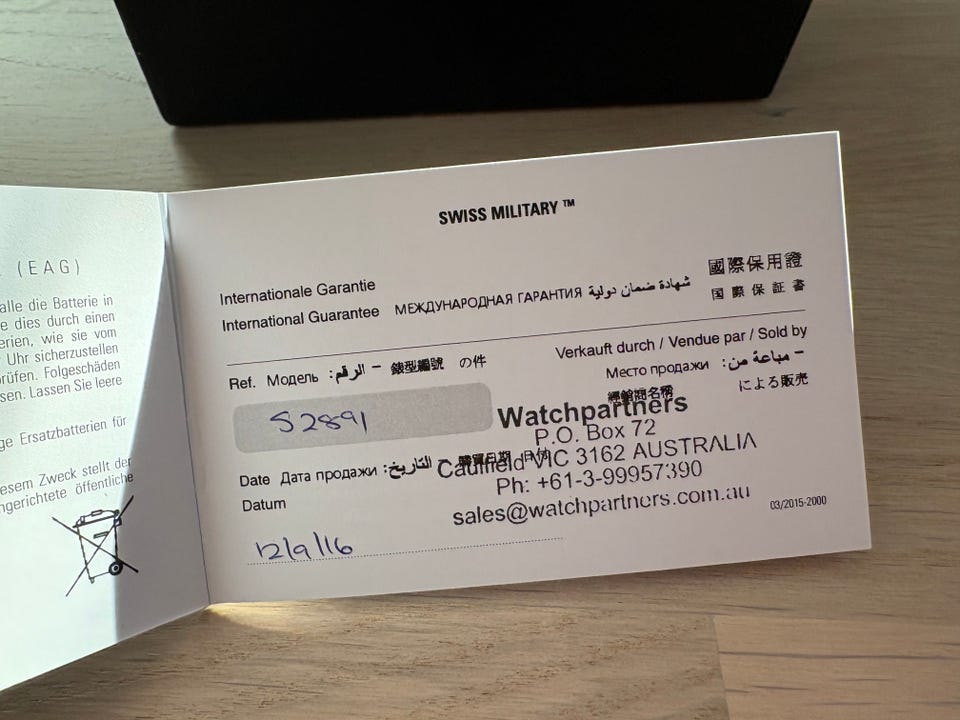 (EAG)
alle die Batterie in
e dies durch einen
erien, wie sie vom
Uhr sicherzustellen
rüfen. Folgeschäden
sen. Lassen Sie leere
ge Ersatzbatterien für
esem Zweck stellt der
ngerichtete öffentliche
SWISS MILITARY ™
Internationale Garantie
International Guarantee МЕЖДУНАРОДНАЯ ГАРАНТИЯ شهادة ضمان دولية
國際保用證
国際保証書
Ref. Модель الرقم: – 錶型編號 の件
S2891
Verkauft durch / Vendue par / Sold by
Место продажи مباعة من: –
經銷商名稱 による販売
Watchpartners
P.O. Box 72
Caulfield VIC 3162 AUSTRALIA
Ph: +61-3-99957390
sales@watchpartners.com.au
Date Дата продажи التاريخ: – 購買日期 日付
Datum
12/9/16
03/2015-2000